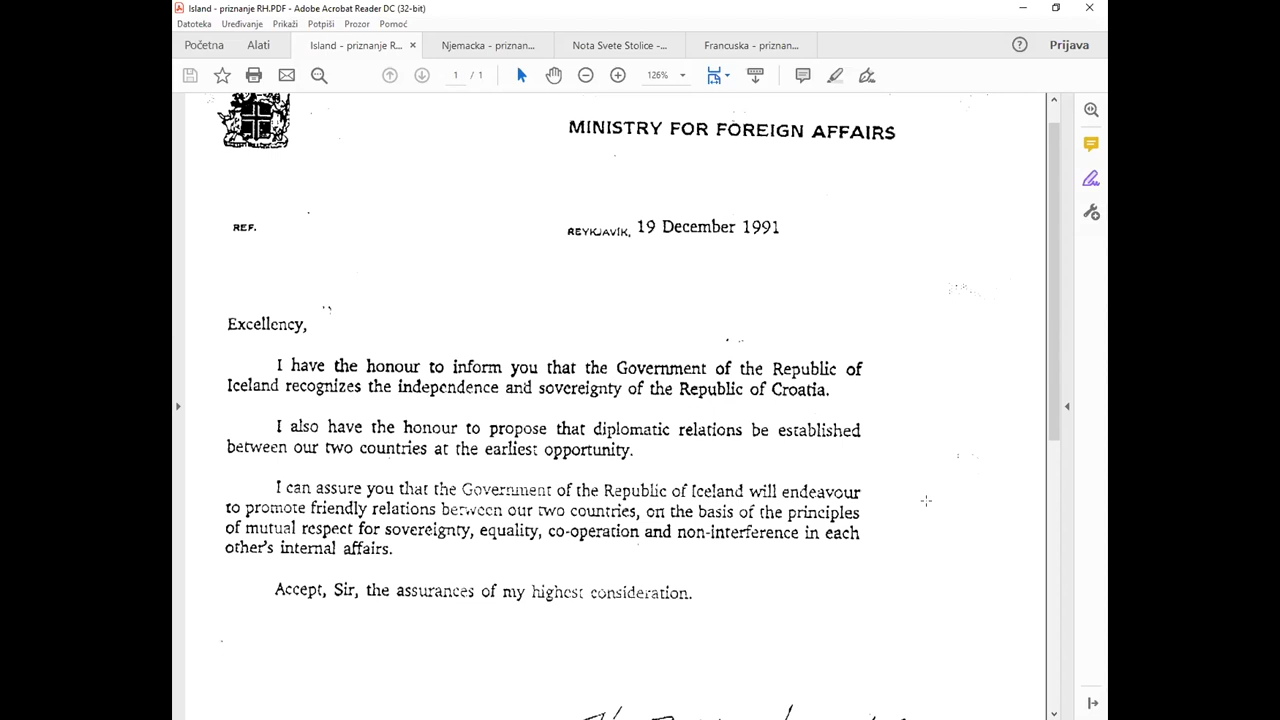 Island - priznanje RH.PDF - Adobe Acrobat Reader DC (32-bit)
Datoteka Uređivanje Prikaži Potpiši Prozor Pomoć
Početna Alati Island - priznanje R... × Njemacka - priznan... Nota Svete Stolice -... Francuska - priznan... Prijava
1 / 1 126%
MINISTRY FOR FOREIGN AFFAIRS
REF. REYKJAVÍK, 19 December 1991
Excellency,
I have the honour to inform you that the Government of the Republic of
Iceland recognizes the independence and sovereignty of the Republic of Croatia.
I also have the honour to propose that diplomatic relations be established
between our two countries at the earliest opportunity.
I can assure you that the Government of the Republic of Iceland will endeavour
to promote friendly relations between our two countries, on the basis of the principles
of mutual respect for sovereignty, equality, co-operation and non-interference in each
other's internal affairs.
Accept, Sir, the assurances of my highest consideration.